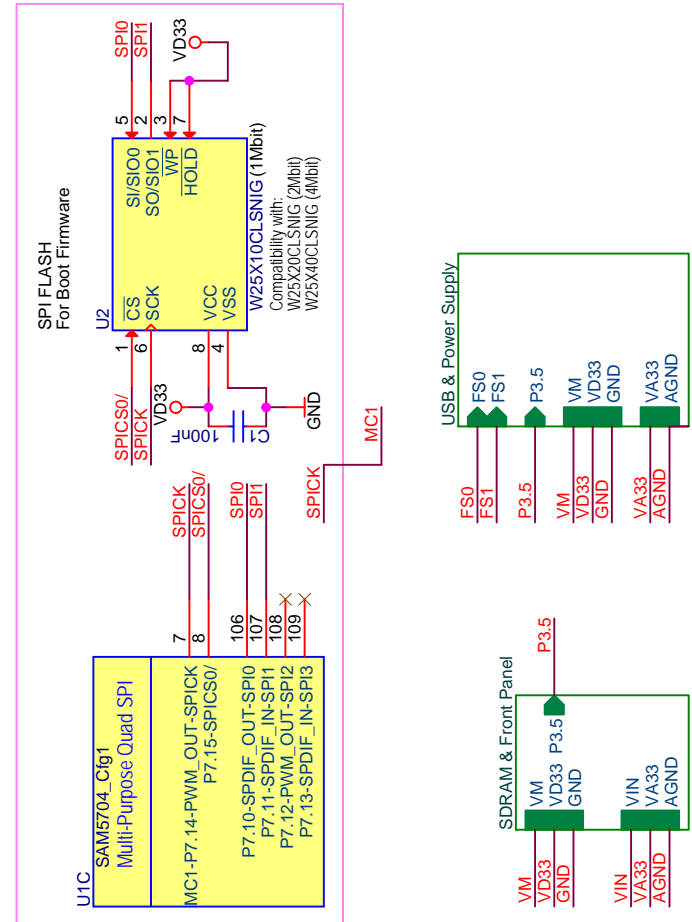 SPI FLASH
For Boot Firmware
U2
SPICS0/
SPICK
1
6
CS
SCK
SI/SIO0
SO/SIO1
WP
HOLD
5
2
3
7
SPI0
SPI1
VD33
VD33
8
4
VCC
VSS
100nF
C1
GND
W25X10CLSNIG (1Mbit)
Compatibility with:
W25X20CLSNIG (2Mbit)
W25X40CLSNIG (4Mbit)
U1C
SAM5704_Cfg1
Multi-Purpose Quad SPI
MC1-P7.14-PWM_OUT-SPICK
7
SPICK
P7.15-SPICS0/
8
SPICS0/
P7.10-SPDIF_OUT-SPI0
106
SPI0
P7.11-SPDIF_IN-SPI1
107
SPI1
P7.12-PWM_OUT-SPI2
108
P7.13-SPDIF_IN-SPI3
109
SPICK
MC1
USB & Power Supply
FS0
FS0
FS1
FS1
P3.5
P3.5
VM
VM
VD33
VD33
GND
GND
VA33
VA33
AGND
AGND
SDRAM & Front Panel
VM
VM
VD33
VD33
GND
GND
P3.5
P3.5
VIN
VIN
VA33
VA33
AGND
AGND